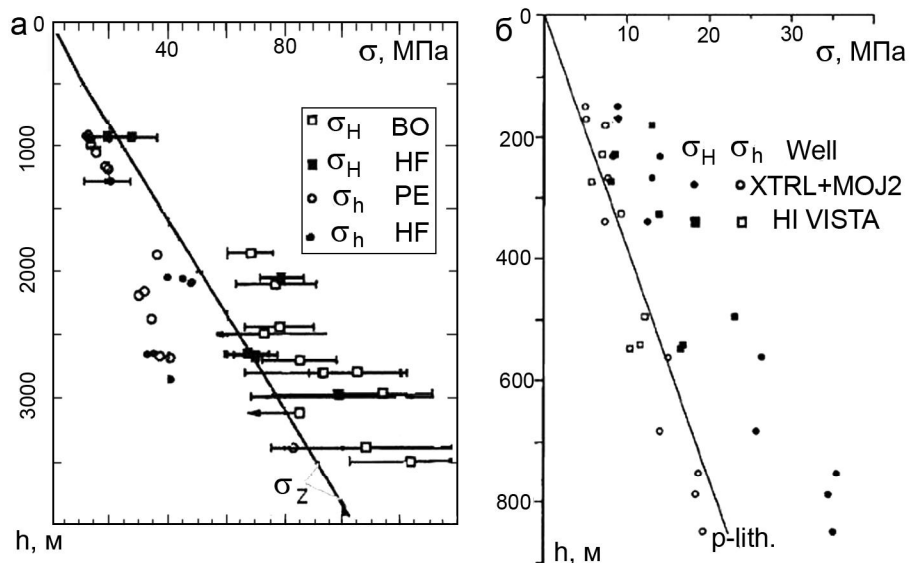 а
0
40
80
σ, МПа
1000
2000
3000
σH BO
σH HF
σh PE
σh HF
σz
h, м
б
0
10
20
30
σ, МПа
200
400
600
800
σH σh Well
XTRL+MOJ2
HI VISTA
p-lith.
h, м